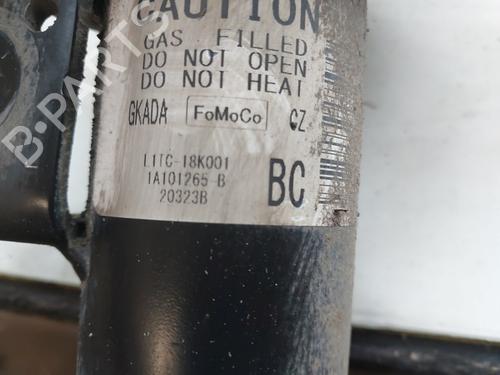 CAUTION
GAS FILLED
DO NOT OPEN
DO NOT HEAT
GKADA FoMoCo CZ
L1TC-18K001
1A101265-B BC
20323B
B-PARTS